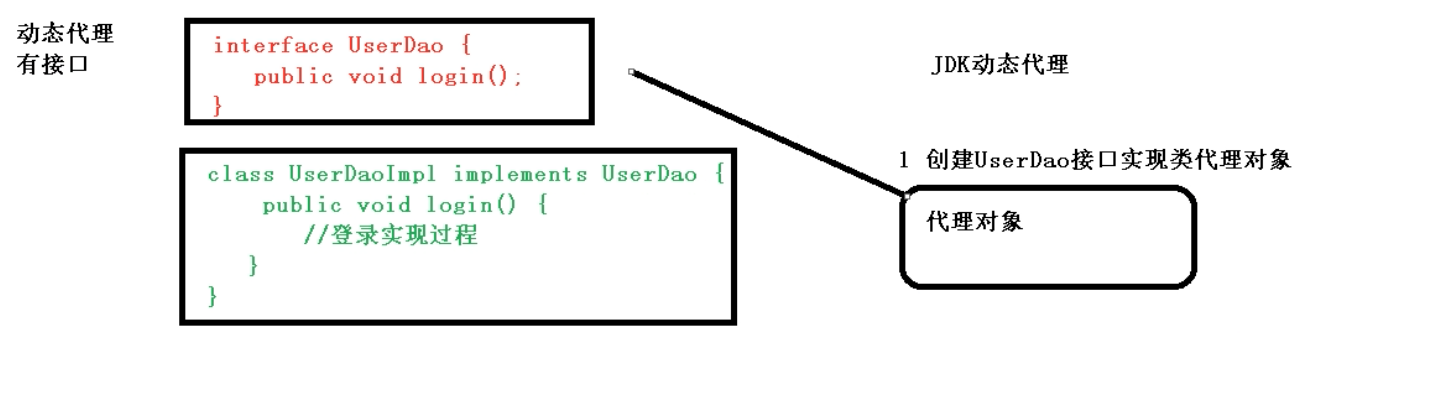 动态代理
有接口
interface UserDao {
public void login();
}
class UserDaoImpl implements UserDao {
public void login() {
//登录实现过程
}
}
JDK动态代理
1 创建UserDao接口实现类代理对象
代理对象